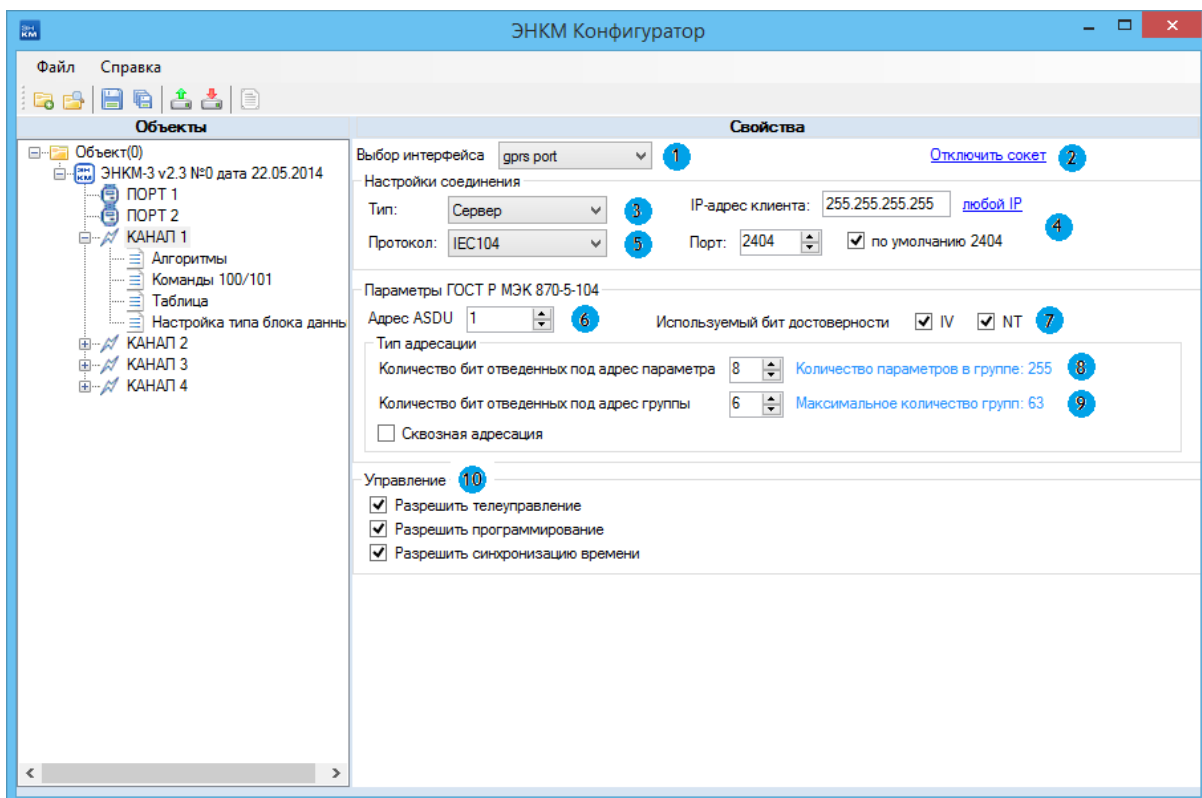 ЭНКМ Конфигуратор
Файл Справка
Объекты
Свойства
Объект(0)
ЭНКМ-3 v2.3 №0 дата 22.05.2014
ПОРТ 1
ПОРТ 2
КАНАЛ 1
Алгоритмы
Команды 100/101
Таблица
Настройка типа блока данны
КАНАЛ 2
КАНАЛ 3
КАНАЛ 4
Выбор интерфейса gprs port 1 Отключить сокет 2
Настройки соединения
Тип: Сервер 3 IP-адрес клиента: 255.255.255.255 любой IP 4
Протокол: IEC104 5 Порт: 2404 по умолчанию 2404
Параметры ГОСТ Р МЭК 870-5-104
Адрес ASDU 1 6 Используемый бит достоверности IV NT 7
Тип адресации
Количество бит отведенных под адрес параметра 8 Количество параметров в группе: 255 8
Количество бит отведенных под адрес группы 6 Максимальное количество групп: 63 9
Сквозная адресация
Управление 10
Разрешить телеуправление
Разрешить программирование
Разрешить синхронизацию времени